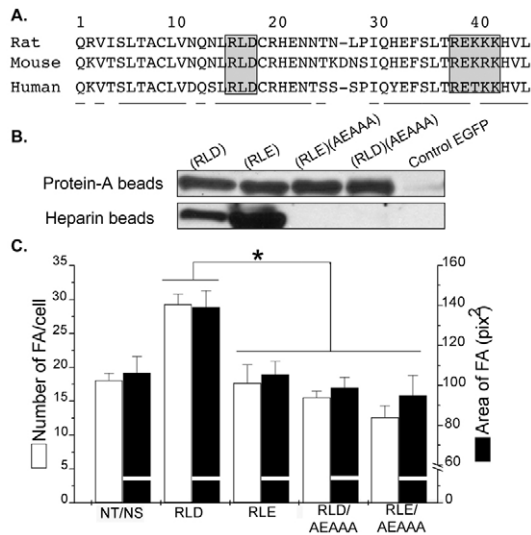 A.
1 10 20 30 40
Rat QRVISLTACLVNQNLRLDCRHENNTN-LPIQHEFSLTREKKKHVL
Mouse QKVTSLTACLVNQNLRLDCRHENNTKDNSIQHEFSLTREKRKHVL
Human QKVTSLTACLVDQSLRLDCRHENTSS-SPIQYEFSLTRETKKHVL
B.
(RLD) (RLE) (RLE)(AEAAA) (RLD)(AEAAA) Control EGFP
Protein-A beads
Heparin beads
C.
*
Number of FA/cell
35
30
25
20
15
10
5
0
Area of FA (pix2)
160
140
120
100
80
60
0
NT/NS RLD RLE RLD/AEAAA RLE/AEAAA